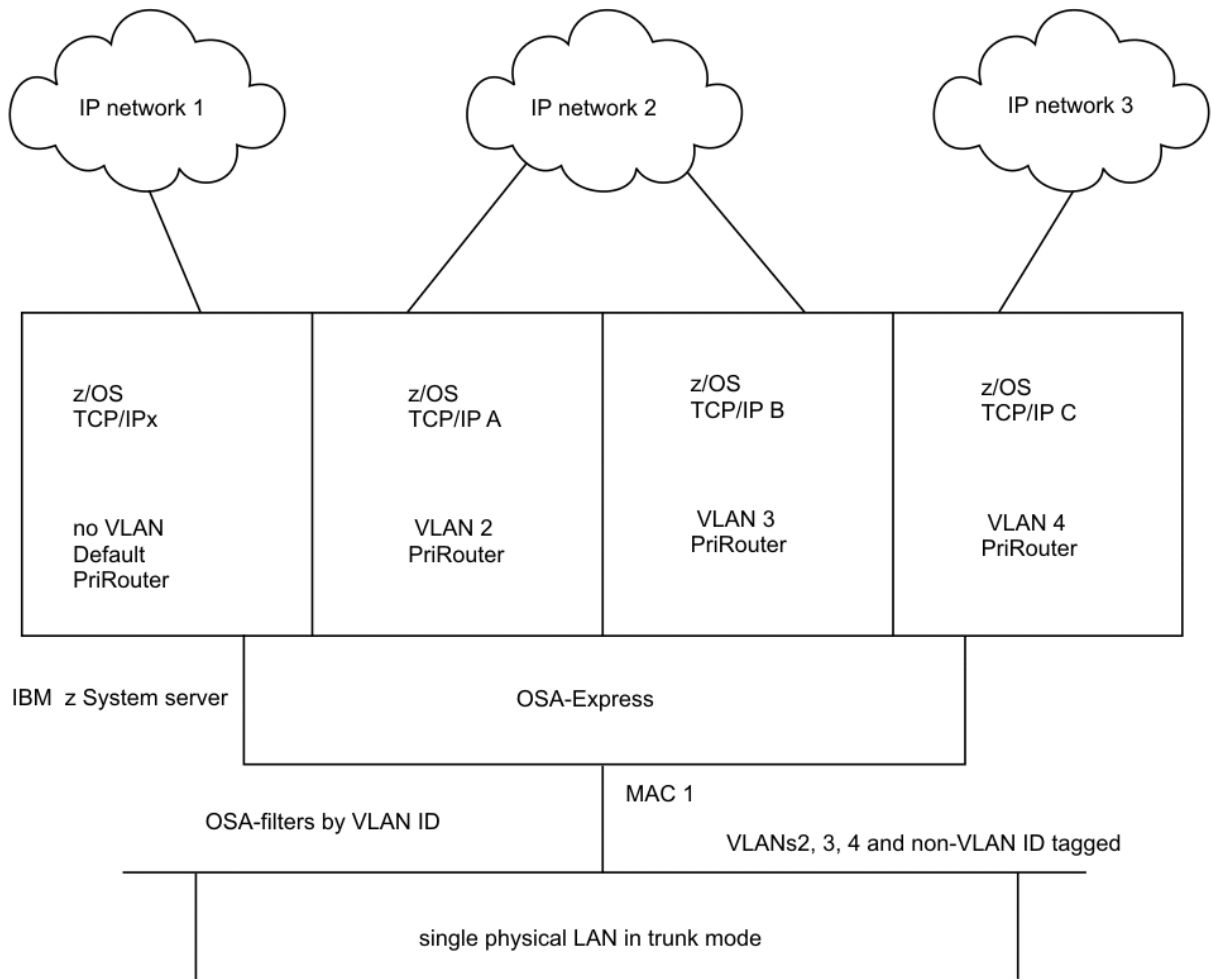 IP network 1
IP network 2
IP network 3
z/OS
TCP/IPx
no VLAN
Default
PriRouter
z/OS
TCP/IP A
VLAN 2
PriRouter
z/OS
TCP/IP B
VLAN 3
PriRouter
z/OS
TCP/IP C
VLAN 4
PriRouter
IBM z System server
OSA-Express
MAC 1
OSA-filters by VLAN ID
VLANs2, 3, 4 and non-VLAN ID tagged
single physical LAN in trunk mode